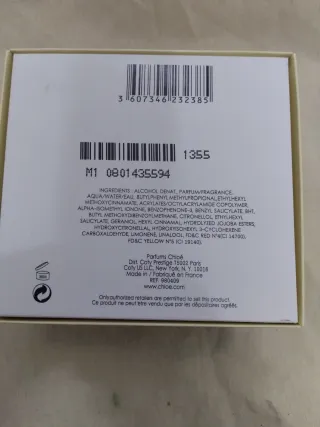 3 607346 232385
1355
M1 0801435594
INGREDIENTS : ALCOHOL DENAT., PARFUM/FRAGRANCE,
AQUA/WATER/EAU, BUTYLPHENYL METHYLPROPIONAL, ETHYLHEXYL
METHOXYCINNAMATE, ACRYLATES/OCTYLACRYLAMIDE COPOLYMER,
ALPHA-ISOMETHYL IONONE, BENZOPHENONE-3, BENZYL SALICYLATE, BHT,
BUTYL METHOXYDIBENZOYLMETHANE, CITRONELLOL, ETHYLHEXYL
SALICYLATE, GERANIOL, HEXYL CINNAMAL, HYDROLYZED JOJOBA ESTERS,
HYDROXYCITRONELLAL, HYDROXYISOHEXYL 3-CYCLOHEXENE
CARBOXALDEHYDE, LIMONENE, LINALOOL, FD&C RED N°4(CI 14700),
FD&C YELLOW N°5 (CI 19140).
Parfums Chloé
Dist. Coty Prestige 75002 Paris
Coty US LLC, New York, N. Y. 10016
Made in / Fabriqué en France
REF. 980409
www.chloe.com
Only authorized retailers are permitted to sell this product.
Ce produit ne peut être vendu que par les dépositaires agréés.